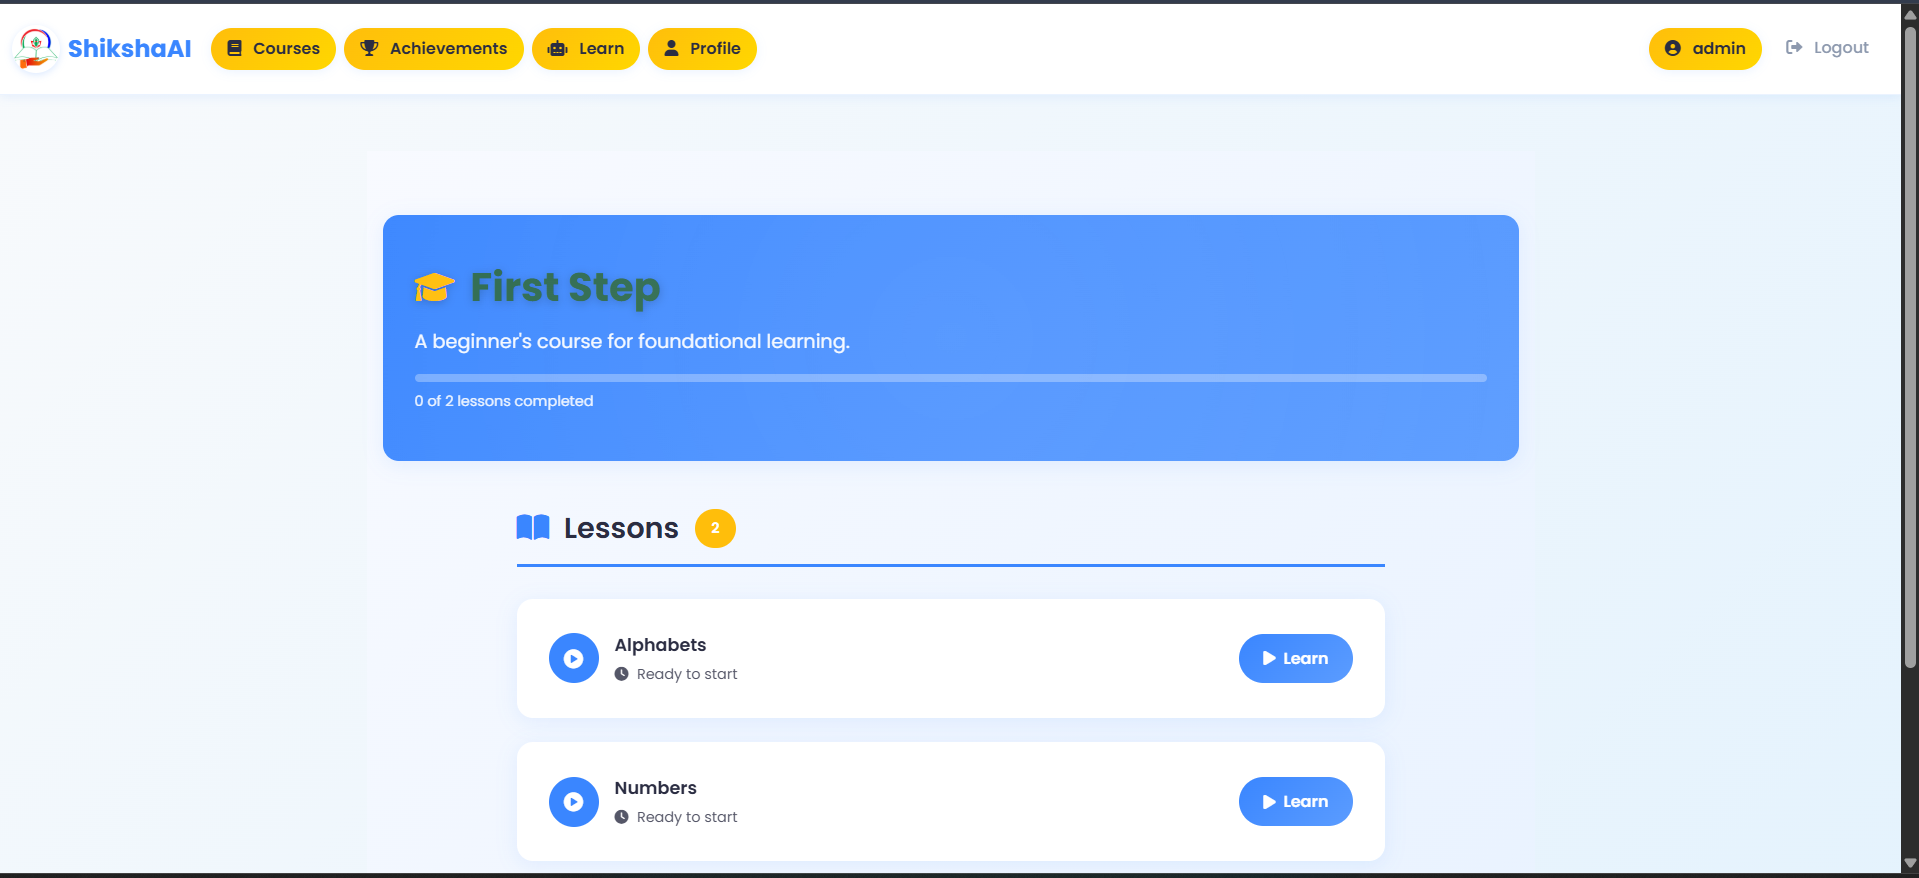 ShikshaAI
Courses
Achievements
Learn
Profile
admin
Logout
First Step
A beginner's course for foundational learning.
0 of 2 lessons completed
Lessons 2
Alphabets
Ready to start
Learn
Numbers
Ready to start
Learn